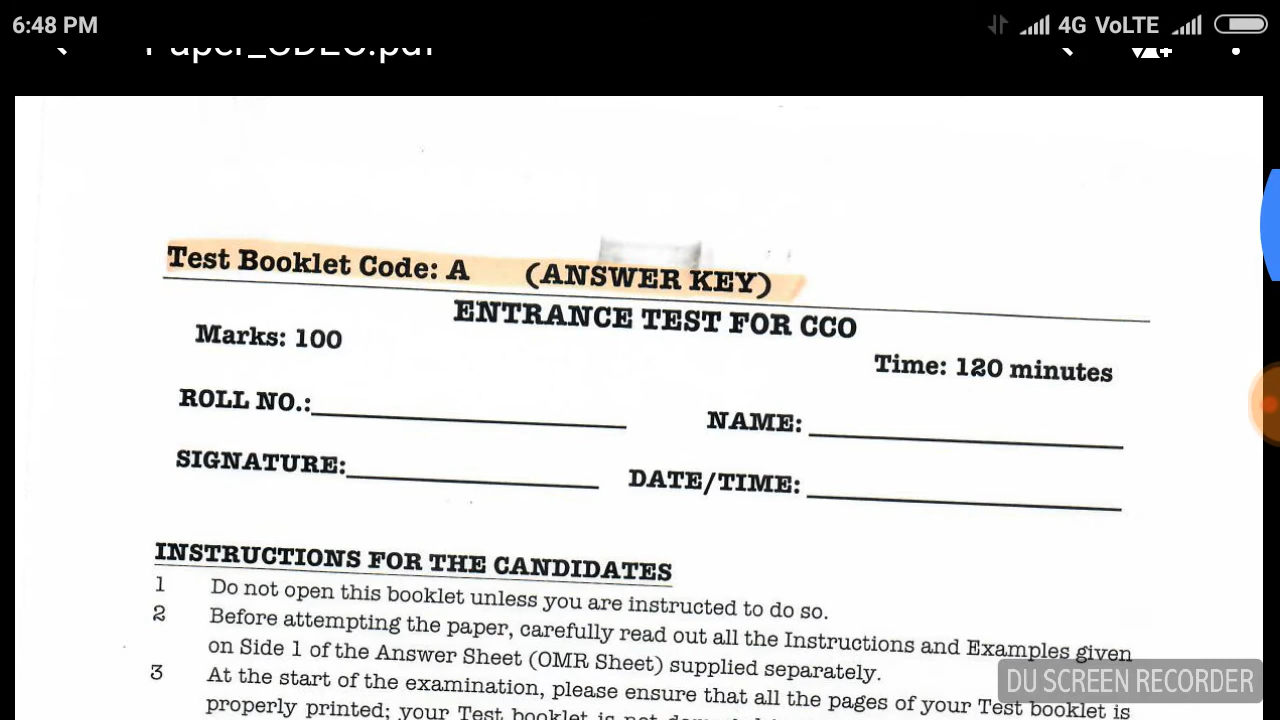 6:48 PM 4G VoLTE
Test Booklet Code: A (ANSWER KEY)
ENTRANCE TEST FOR CCO
Marks: 100
Time: 120 minutes
ROLL NO.: NAME:
SIGNATURE: DATE/TIME:
INSTRUCTIONS FOR THE CANDIDATES
1 Do not open this booklet unless you are instructed to do so.
2 Before attempting the paper, carefully read out all the Instructions and Examples given
on Side 1 of the Answer Sheet (OMR Sheet) supplied separately.
3 At the start of the examination, please ensure that all the pages of your Test booklet is
properly printed; your Test booklet is not
DU SCREEN RECORDER